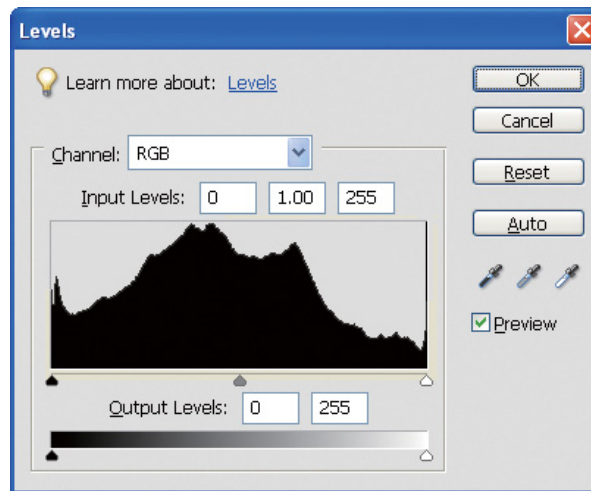 Levels
Learn more about: Levels
OK
Cancel
Channel: RGB
Reset
Input Levels: 0 1.00 255
Auto
Preview
Output Levels: 0 255